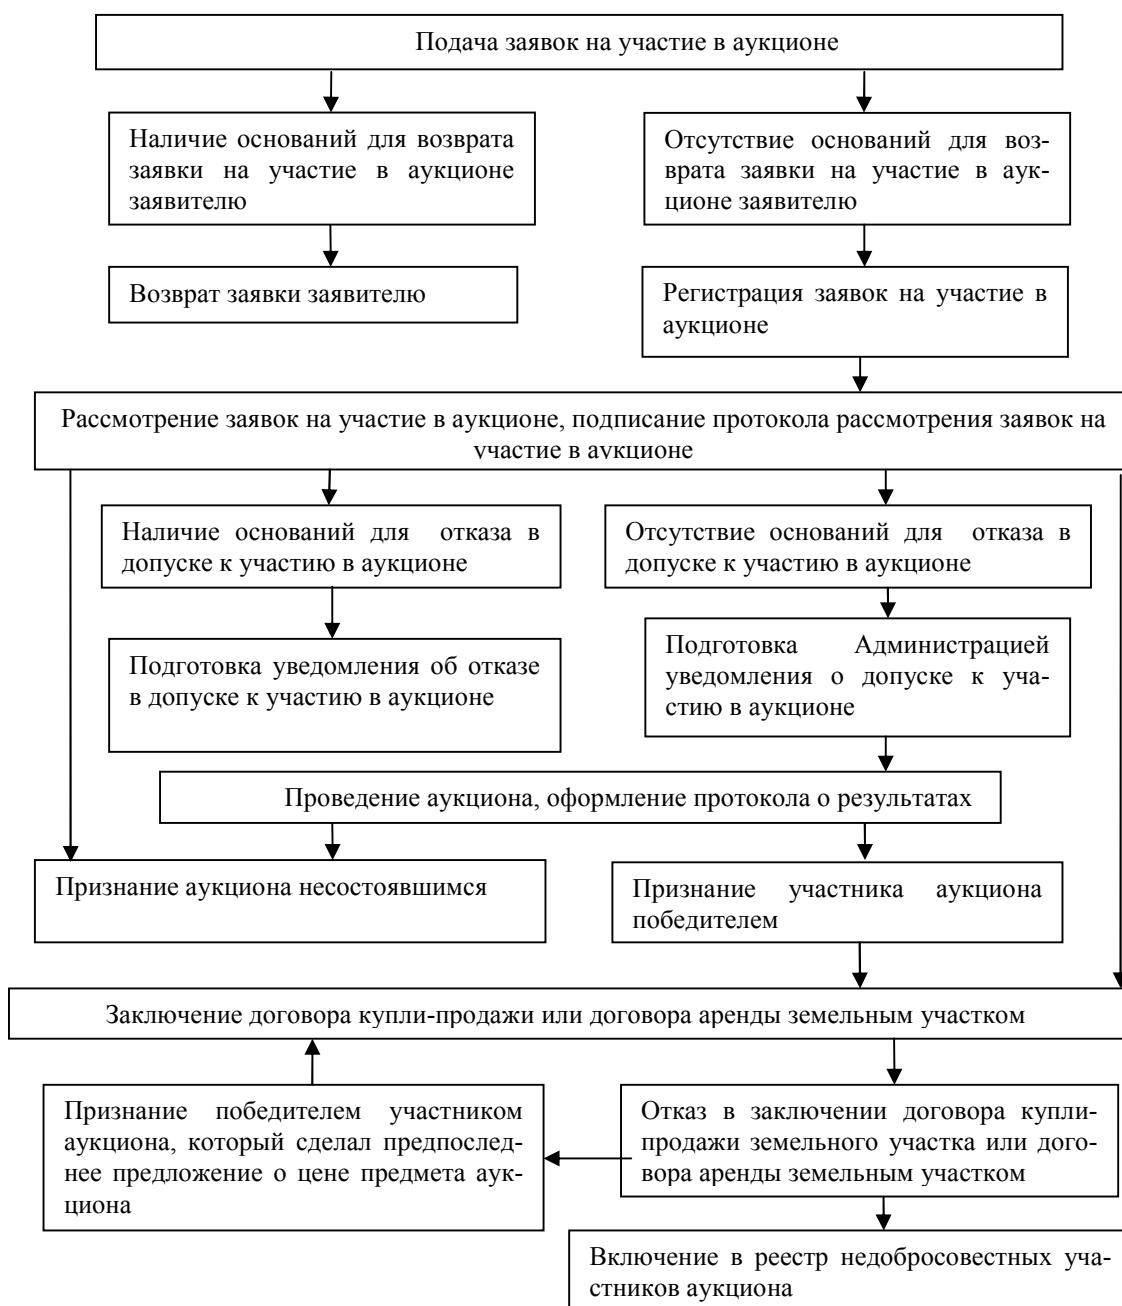 Подача заявок на участие в аукционе
Наличие оснований для возврата
заявки на участие в аукционе
заявителю
Отсутствие оснований для воз-
врата заявки на участие в аук-
ционе заявителю
Возврат заявки заявителю
Регистрация заявок на участие в
аукционе
Рассмотрение заявок на участие в аукционе, подписание протокола рассмотрения заявок на
участие в аукционе
Наличие оснований для отказа в
допуске к участию в аукционе
Отсутствие оснований для отказа в
допуске к участию в аукционе
Подготовка уведомления об отказе
в допуске к участию в аукционе
Подготовка Администрацией
уведомления о допуске к уча-
стию в аукционе
Проведение аукциона, оформление протокола о результатах
Признание аукциона несостоявшимся
Признание участника аукциона
победителем
Заключение договора купли-продажи или договора аренды земельным участком
Признание победителем участником
аукциона, который сделал предпослед-
нее предложение о цене предмета аук-
циона
Отказ в заключении договора купли-
продажи земельного участка или дого-
вора аренды земельным участком
Включение в реестр недобросовестных уча-
стников аукциона